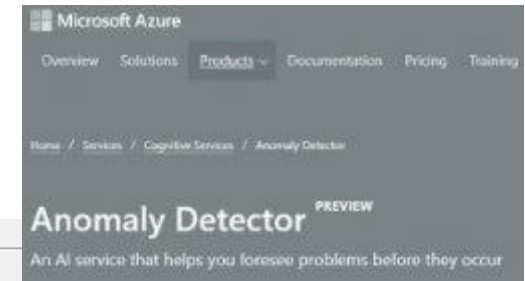 Microsoft Azure
Overview Solutions Products Documentation Pricing Training
Home / Services / Cognitive Services / Anomaly Detector
Anomaly Detector PREVIEW
An AI service that helps you foresee problems before they occur